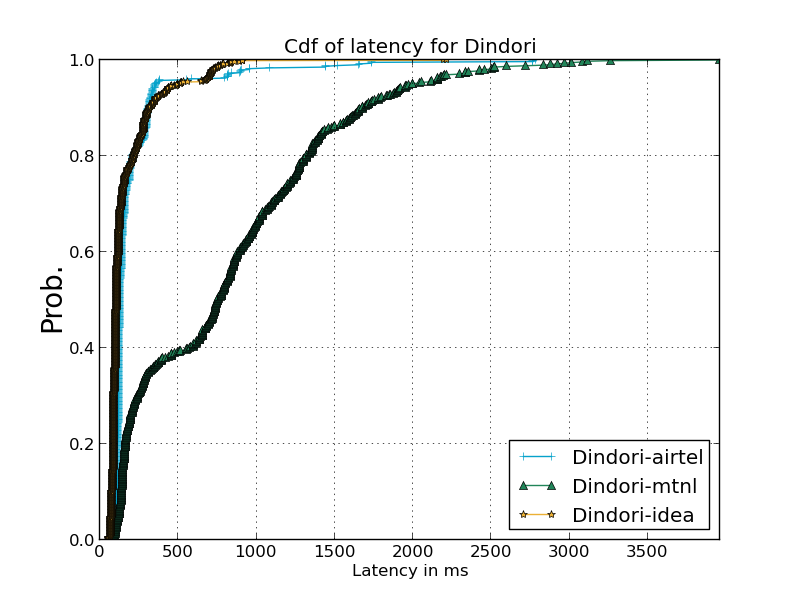 Cdf of latency for Dindori
Prob.
1.0
0.8
0.6
0.4
0.2
0.0
0 500 1000 1500 2000 2500 3000 3500
Latency in ms
Dindori-airtel
Dindori-mtnl
Dindori-idea